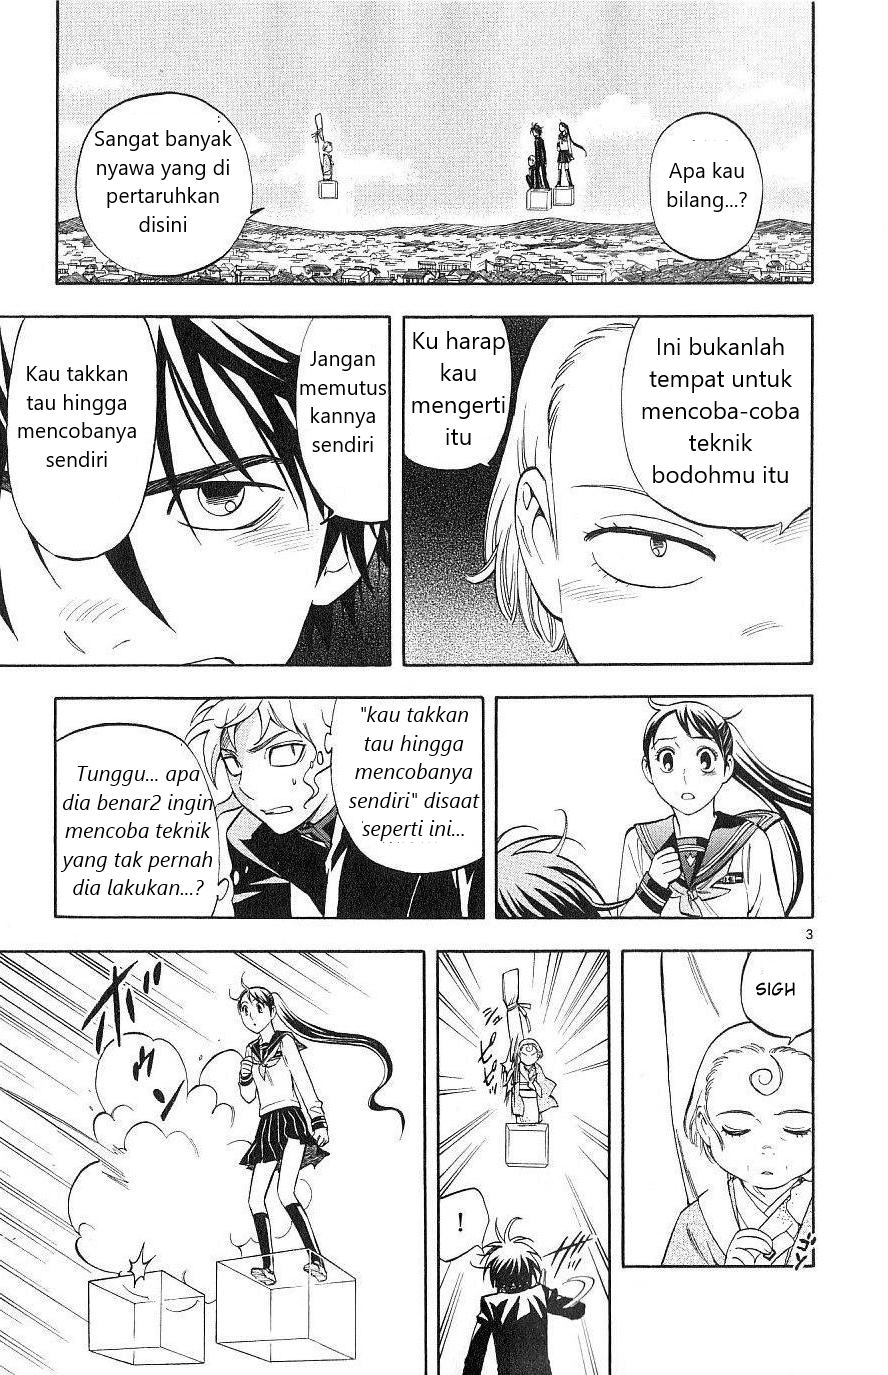 Apa kau
bilang...?
Sangat banyak
nyawa yang di
pertaruhkan
disini
Ini bukanlah
tempat untuk
mencoba-coba
teknik
bodohmu itu
Ku harap
kau
mengerti
itu
Jangan
memutus
kannya
sendiri
Kau takkan
tau hingga
mencobanya
sendiri
"kau takkan
tau hingga
mencobanya
sendiri" disaat
seperti ini...
Tunggu... apa
dia benar2 ingin
mencoba teknik
yang tak pernah
dia lakukan...?
3
SIGH
!